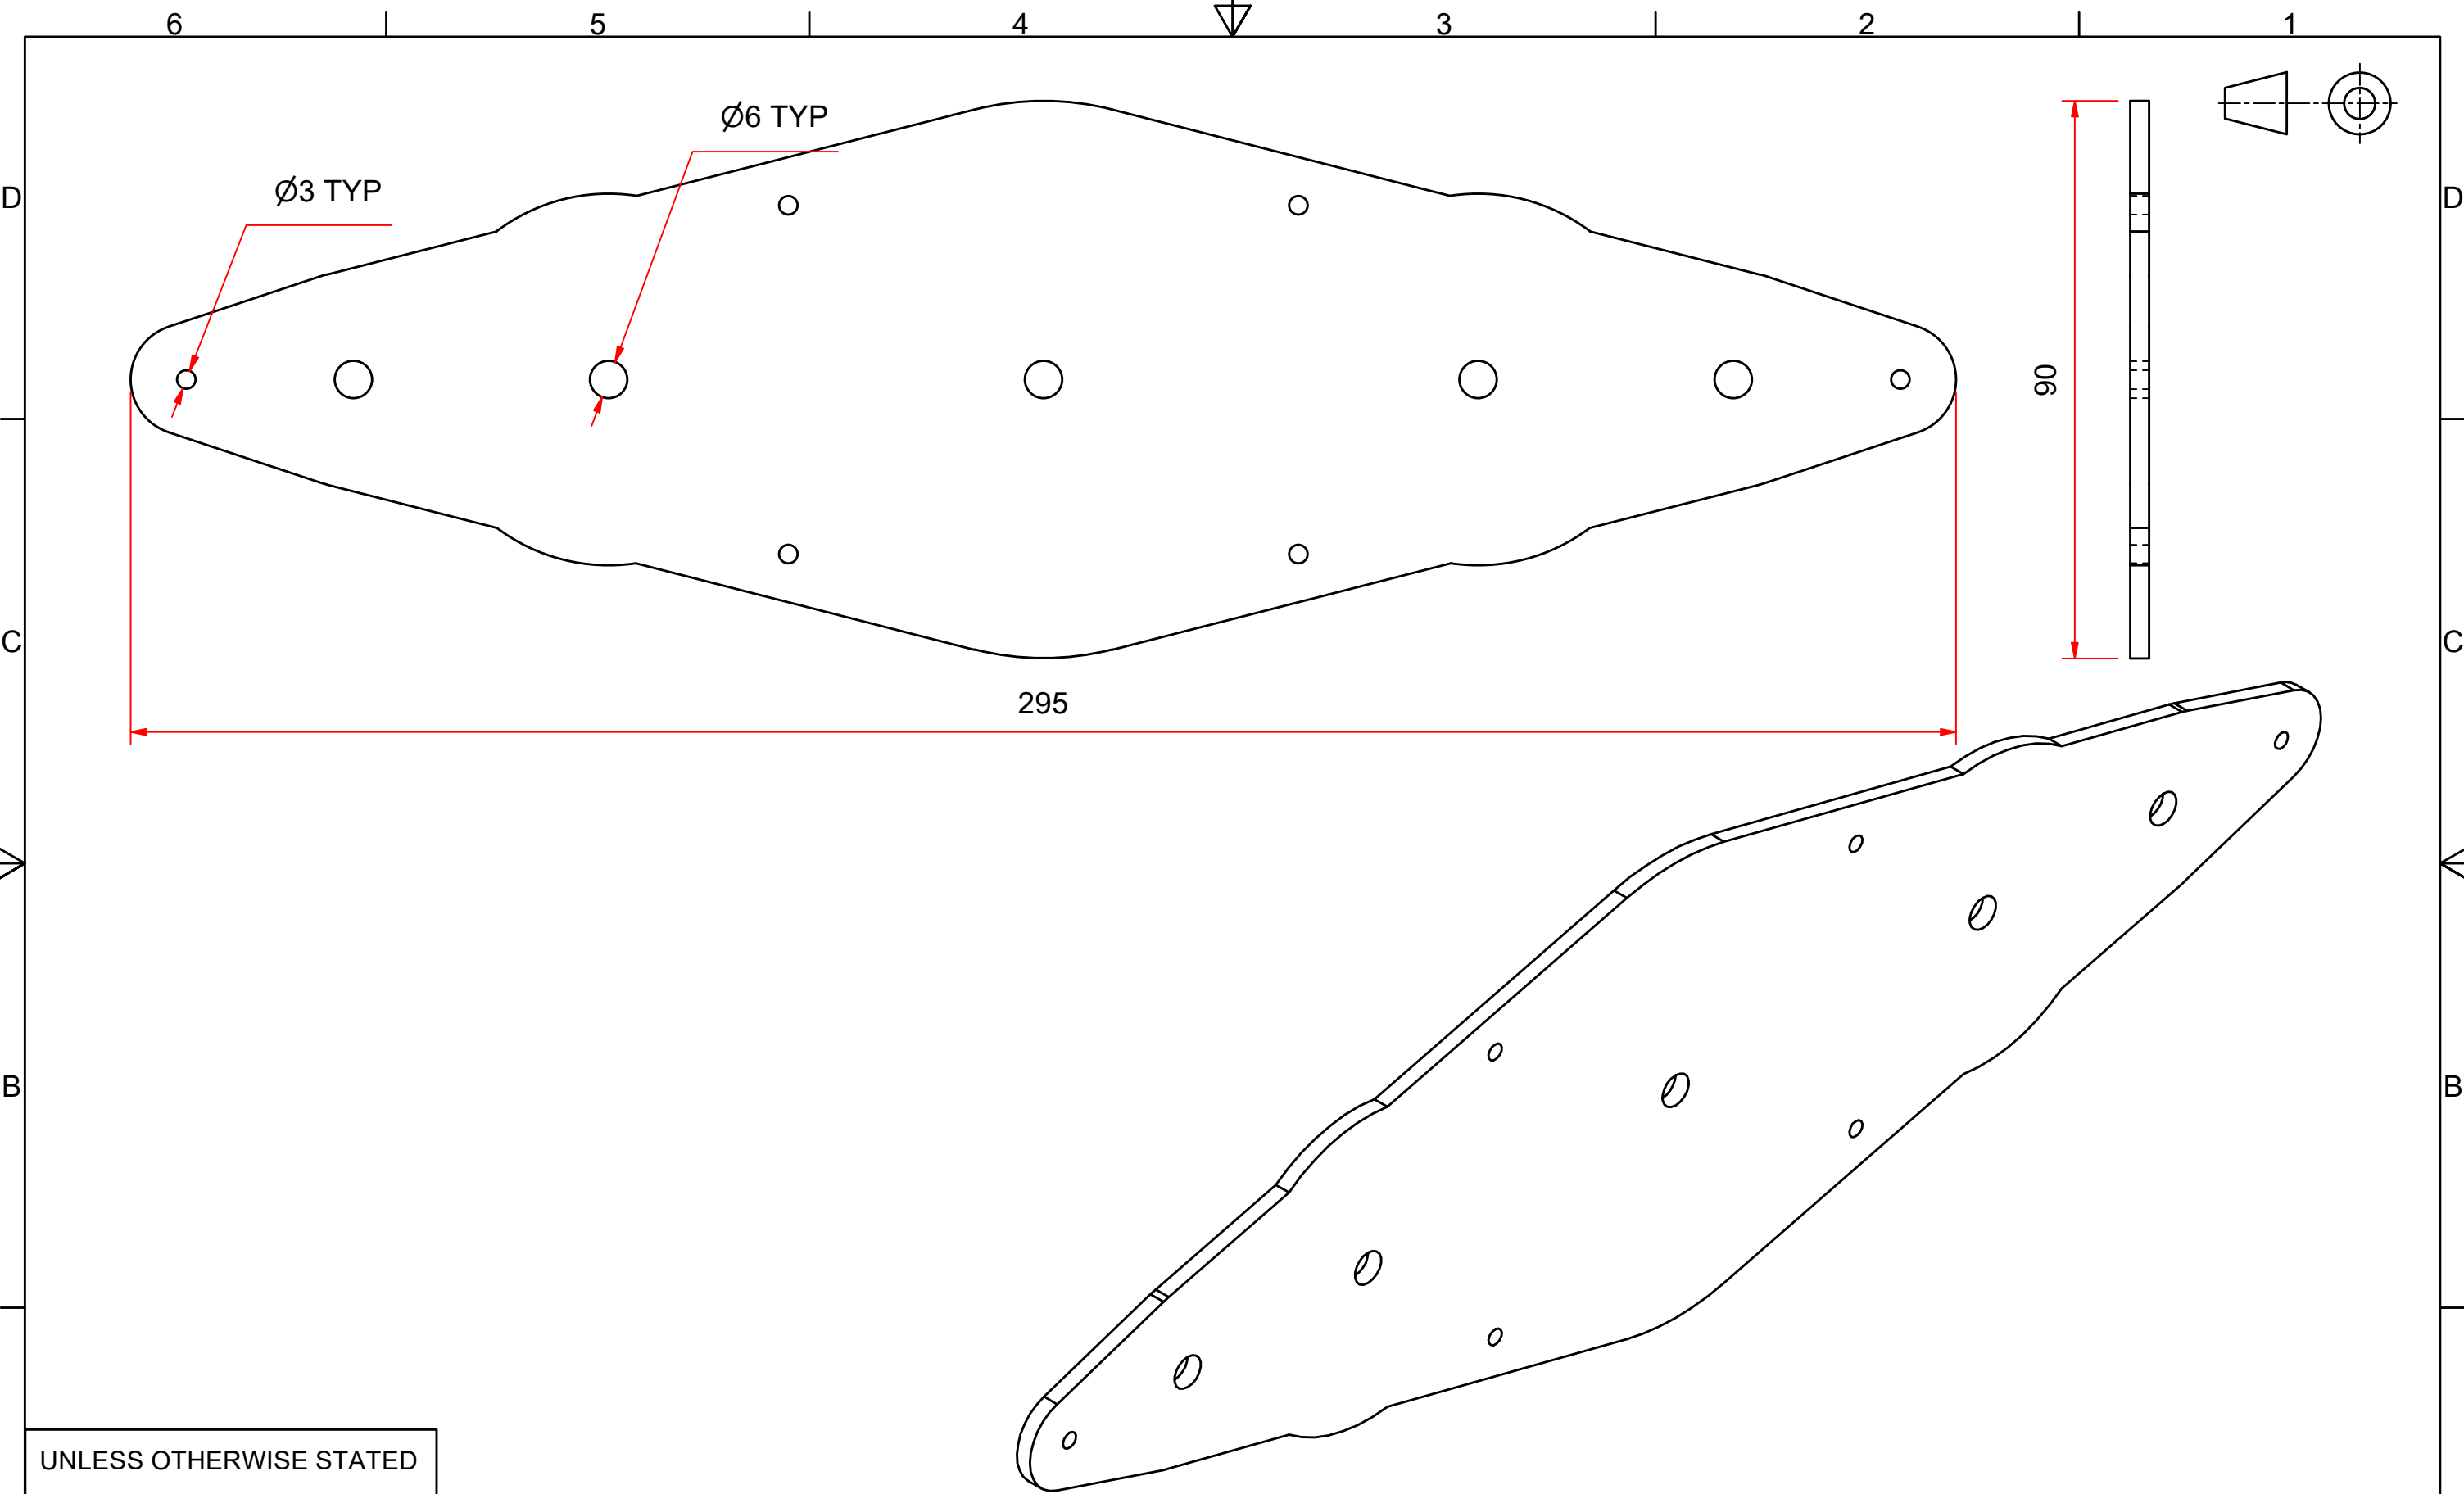 6 5 4 3 2 1
Ø6 TYP
Ø3 TYP
D D
90
C C
295
B B
UNLESS OTHERWISE STATED